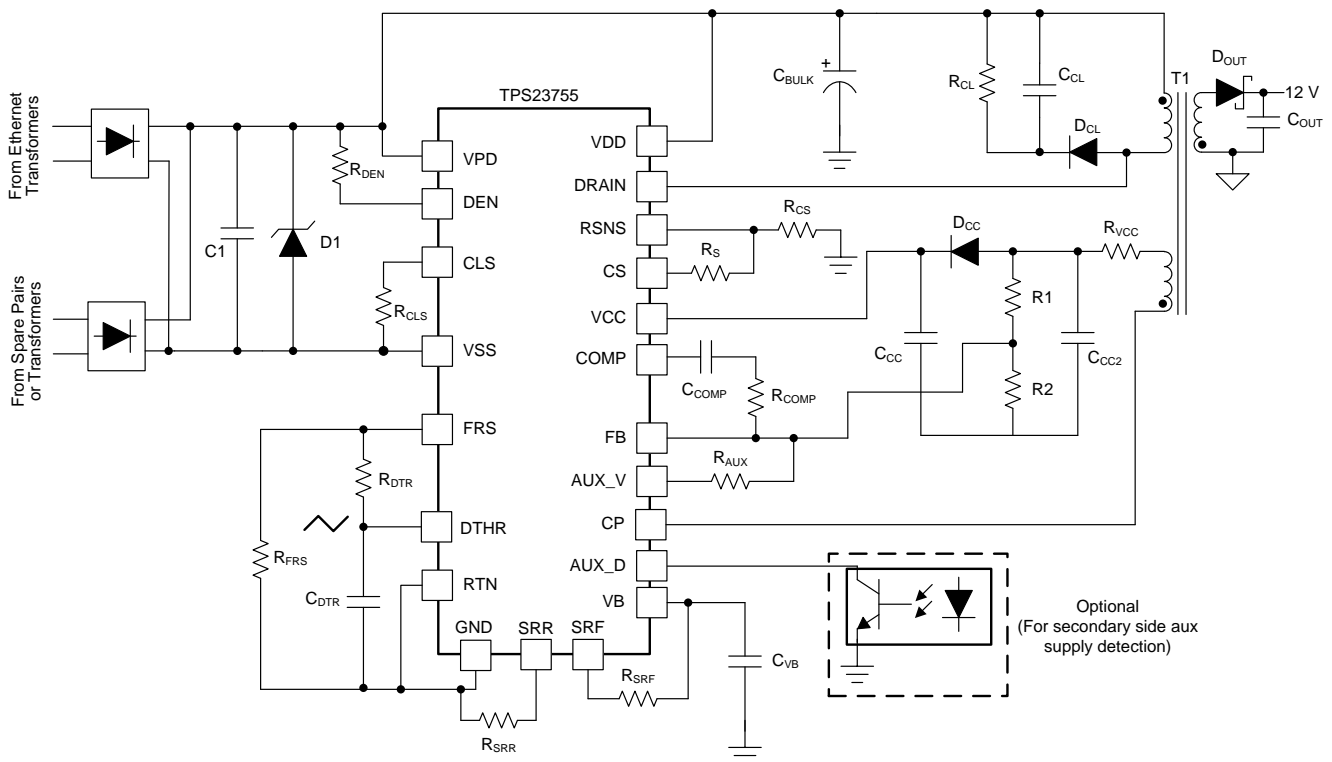 TPS23755
From Ethernet
Transformers
From Spare Pairs
or Transformers
C1
D1
RDEN
RCLS
VPD
DEN
CLS
VSS
FRS
DTHR
RTN
GND
SRR
SRF
VDD
DRAIN
RSNS
CS
VCC
COMP
FB
AUX_V
CP
AUX_D
VB
RFRS
RDTR
CDTR
RSRR
RSRF
CVB
CBULK
+
RCL
CCL
DCL
T1
DOUT
12 V
COUT
RCS
RS
DCC
RVCC
R1
R2
CCC
CCC2
CCOMP
RCOMP
RAUX
Optional
(For secondary side aux
supply detection)